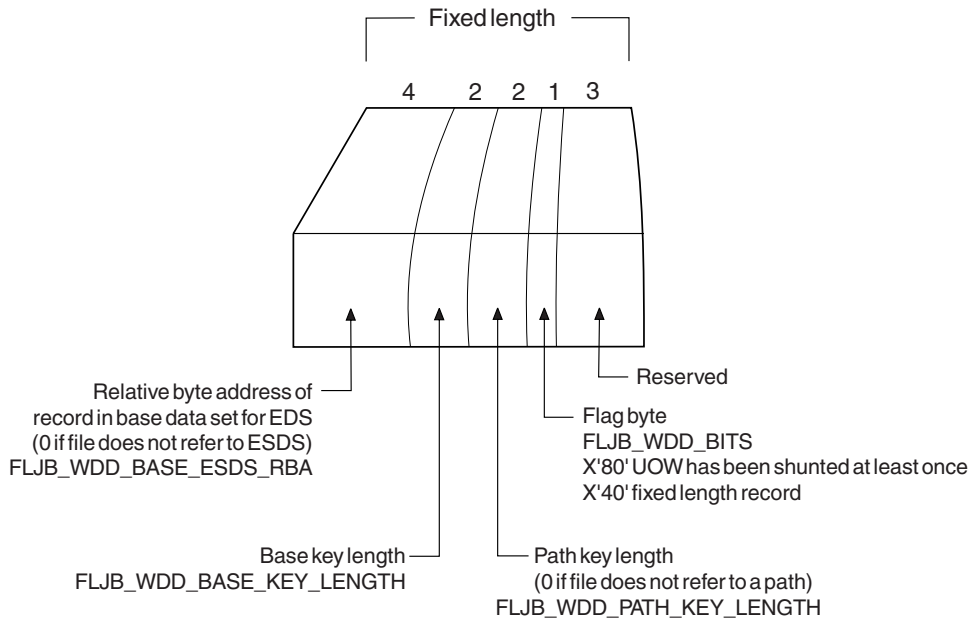 Fixed length
4 2 2 1 3
Relative byte address of
record in base data set for EDS
(0 if file does not refer to ESDS)
FLJB_WDD_BASE_ESDS_RBA
Reserved
Flag byte
FLJB_WDD_BITS
X'80' UOW has been shunted at least once
X'40' fixed length record
Base key length
FLJB_WDD_BASE_KEY_LENGTH
Path key length
(0 if file does not refer to a path)
FLJB_WDD_PATH_KEY_LENGTH